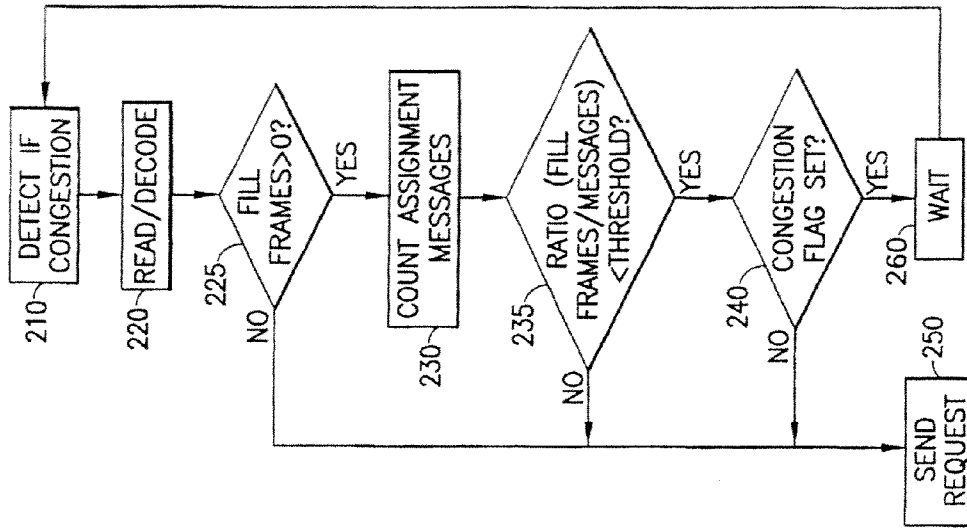 DETECT IF
CONGESTION
210
READ/DECODE
220
FILL
FRAMES>0?
225
NO
YES
COUNT ASSIGNMENT
MESSAGES
230
RATIO (FILL
FRAMES/MESSAGES)
<THRESHOLD?
235
NO
YES
CONGESTION
FLAG SET?
240
NO
YES
WAIT
260
SEND
REQUEST
250